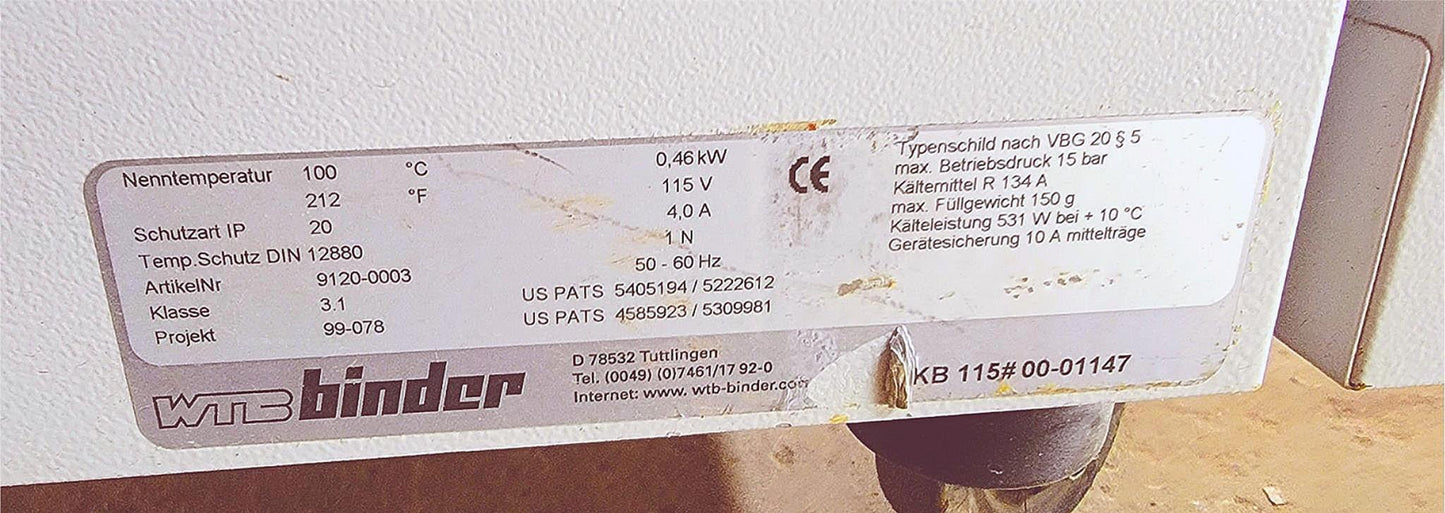 Nenntemperatur 100 °C
212 °F
Schutzart IP 20
Temp.Schutz DIN 12880
ArtikelNr 9120-0003
Klasse 3.1
Projekt 99-078
0,46 kW
115 V
4,0 A
1 N
50 - 60 Hz
US PATS 5405194 / 5222612
US PATS 4585923 / 5309981
CE
Typenschild nach VBG 20 § 5
max. Betriebsdruck 15 bar
Kältemittel R 134 A
max. Füllgewicht 150 g
Kälteleistung 531 W bei + 10 °C
Gerätesicherung 10 A mittelträge
WTB binder
D 78532 Tuttlingen
Tel. (0049) (0)7461/17 92-0
Internet: www. wtb-binder.com
KB 115# 00-01147